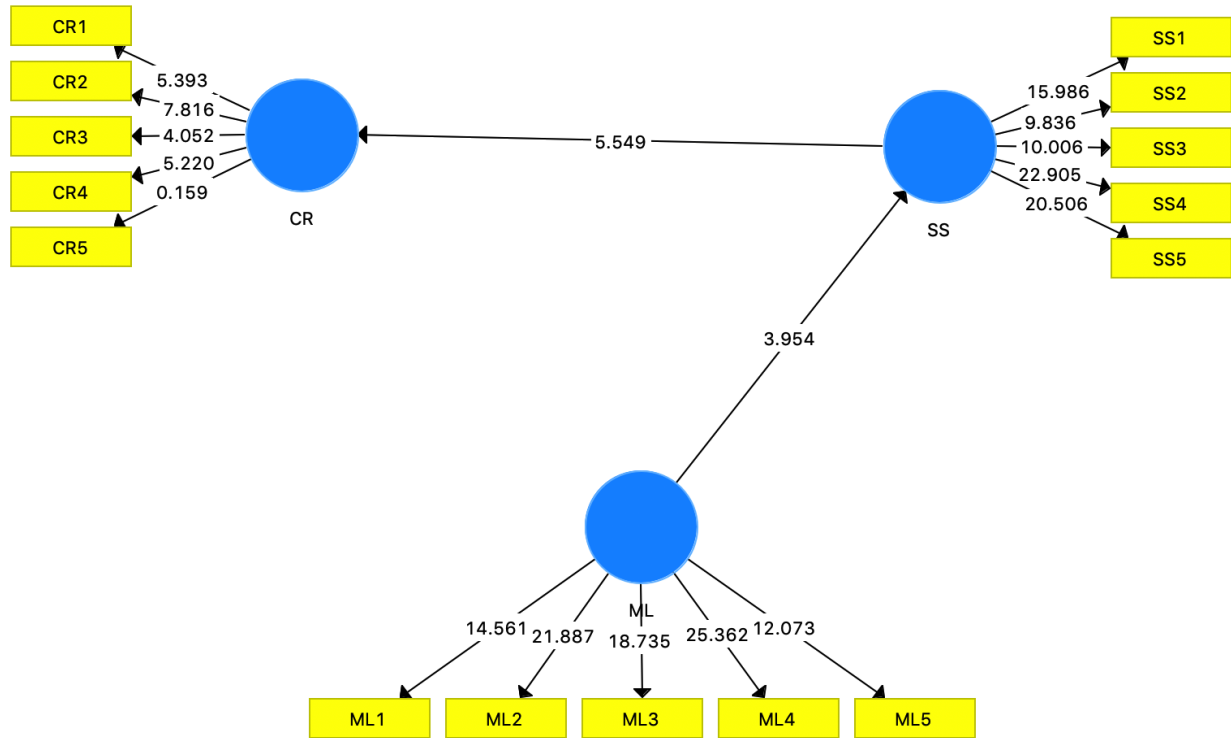 CR1
CR2
CR3
CR4
CR5
5.393
7.816
4.052
5.220
0.159
CR
5.549
SS
15.986
9.836
10.006
22.905
20.506
SS1
SS2
SS3
SS4
SS5
3.954
ML
14.561
21.887
18.735
25.362
12.073
ML1
ML2
ML3
ML4
ML5